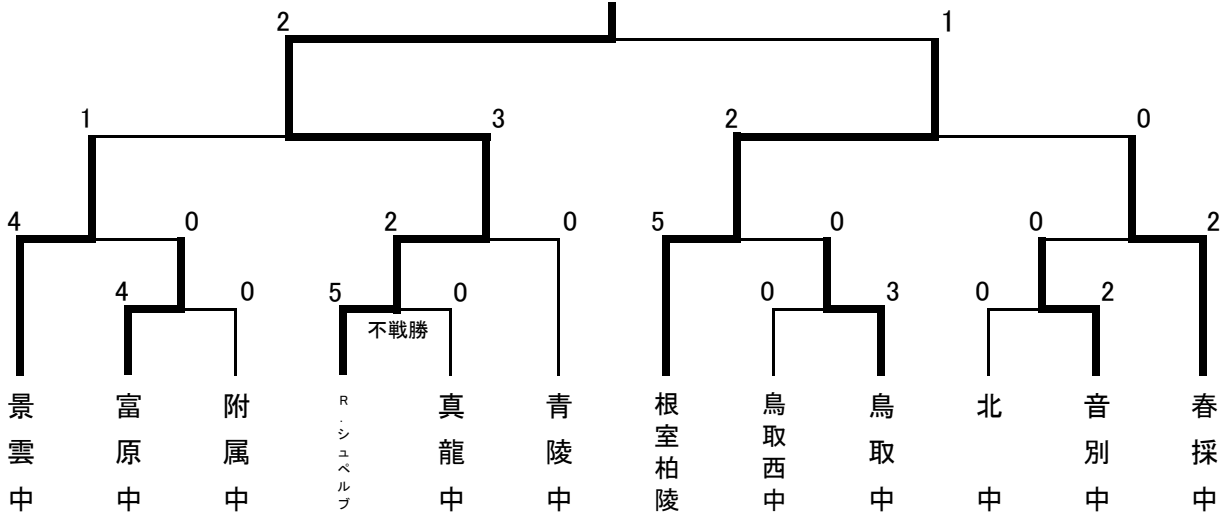 2 1
1 3 2 0
4 0 2 0 5 0 0 2
4 0 5 0 0 3 0 2
不戦勝
景雲中
富原中
附属中
R.シュペルブ
真龍中
青陵中
根室柏陵
鳥取西中
鳥取中
北中
音別中
春採中